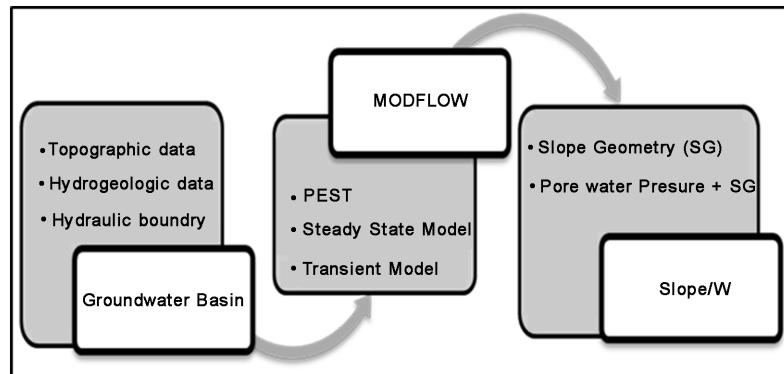 • Topographic data
• Hydrogeologic data
• Hydraulic boundry
Groundwater Basin
MODFLOW
• PEST
• Steady State Model
• Transient Model
• Slope Geometry (SG)
• Pore water Presure + SG
Slope/W